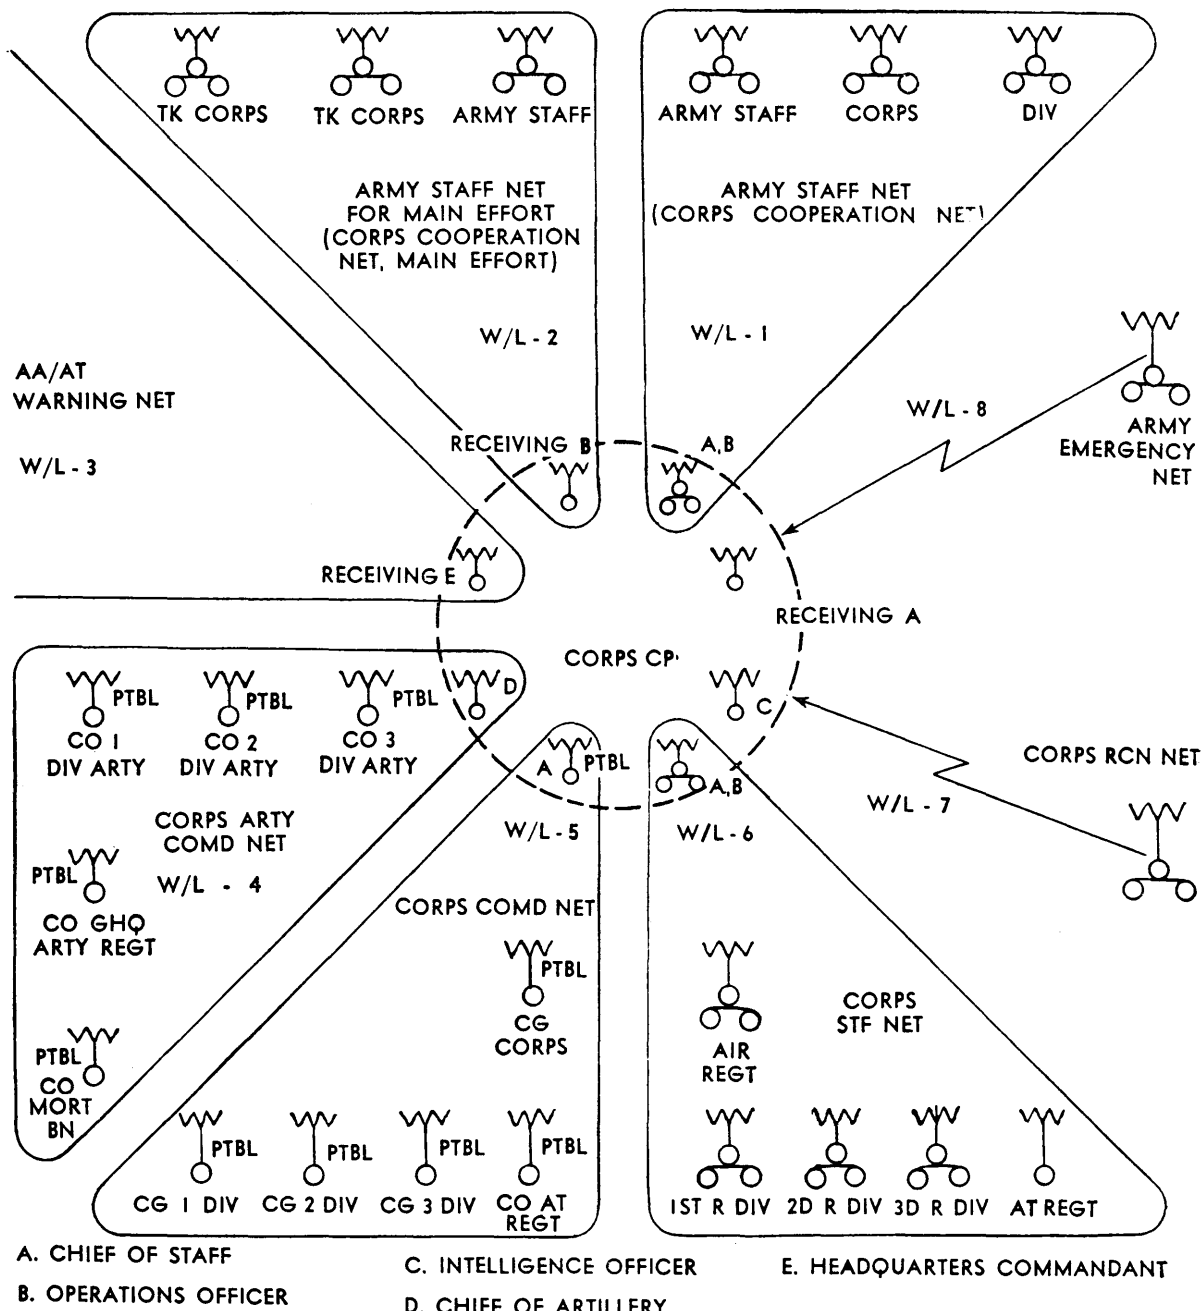 TK CORPS
TK CORPS
ARMY STAFF
ARMY STAFF
CORPS
DIV
ARMY STAFF NET
FOR MAIN EFFORT
(CORPS COOPERATION
NET, MAIN EFFORT)
ARMY STAFF NET
(CORPS COOPERATION NET)
W/L - 2
W/L - 1
AA/AT
WARNING NET
W/L - 3
W/L - 8
ARMY
EMERGENCY
NET
RECEIVING B
A,B
RECEIVING E
RECEIVING A
CORPS CP
PTBL
PTBL
PTBL
D
C
CO 1
DIV ARTY
CO 2
DIV ARTY
CO 3
DIV ARTY
A
PTBL
A,B
CORPS RCN NET
W/L - 7
CORPS ARTY
COMD NET
W/L - 4
W/L - 5
W/L - 6
PTBL
CO GHQ
ARTY REGT
CORPS COMD NET
PTBL
CG
CORPS
CORPS
STF NET
AIR
REGT
PTBL
CO
MORT
BN
PTBL
PTBL
PTBL
PTBL
CG 1 DIV
CG 2 DIV
CG 3 DIV
CO AT
REGT
1ST R DIV
2D R DIV
3D R DIV
AT REGT
A. CHIEF OF STAFF
B. OPERATIONS OFFICER
C. INTELLIGENCE OFFICER
D. CHIEF OF ARTILLERY
E. HEADQUARTERS COMMANDANT